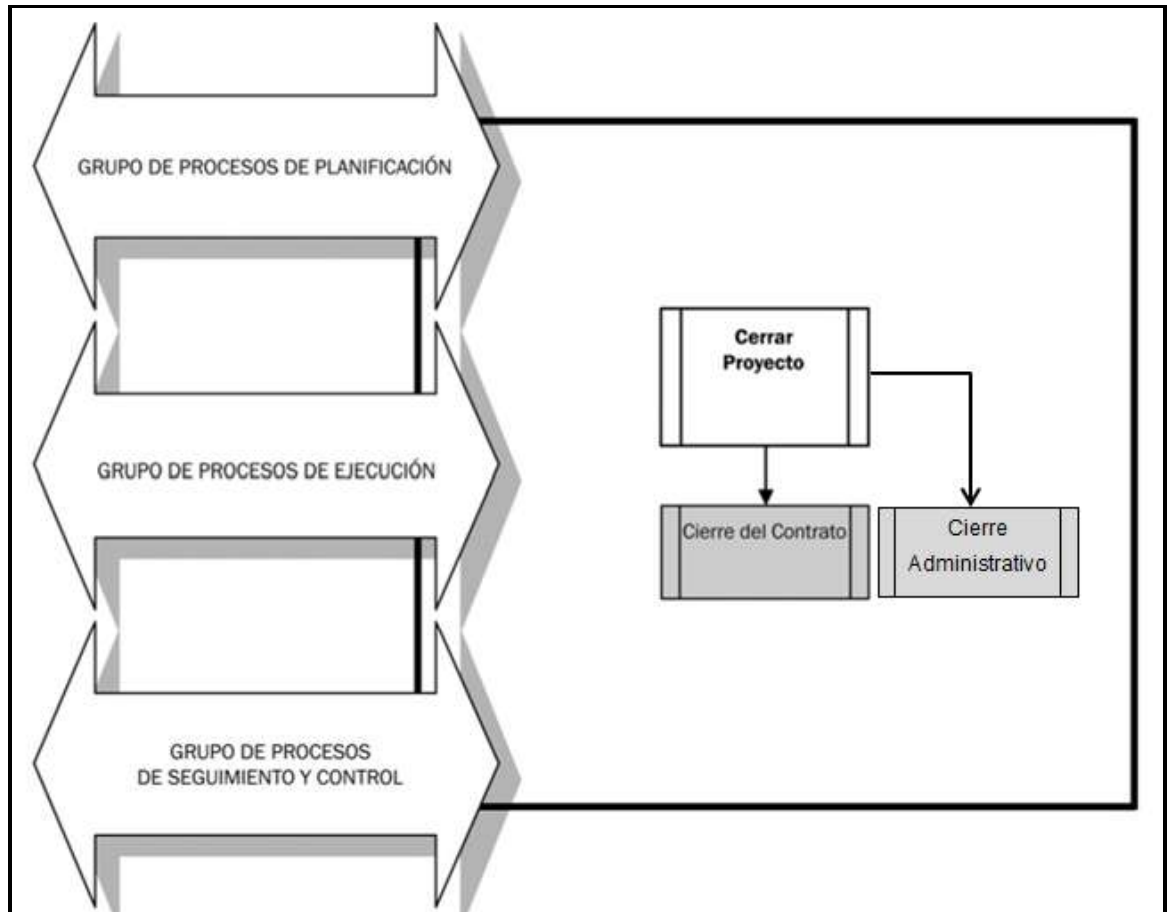 GRUPO DE PROCESOS DE PLANIFICACIÓN
Cerrar
Proyecto
GRUPO DE PROCESOS DE EJECUCIÓN
Cierre del Contrato
Cierre
Administrativo
GRUPO DE PROCESOS
DE SEGUIMIENTO Y CONTROL